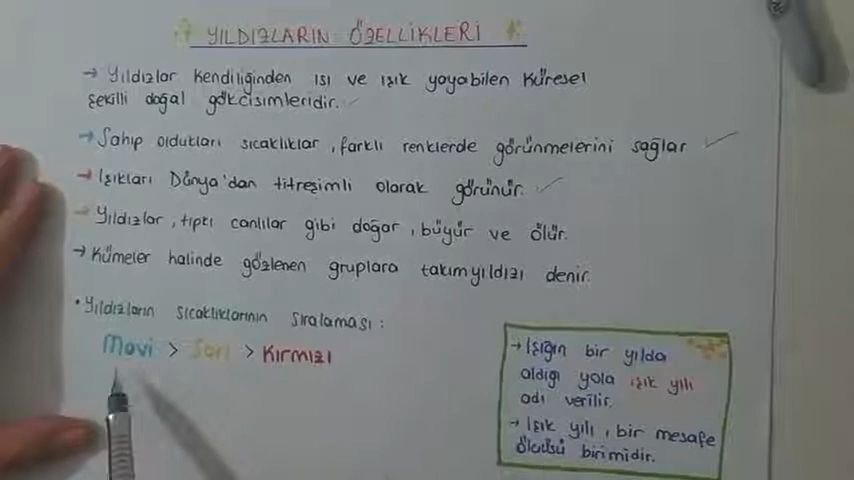 YILDIZLARIN ÖZELLİKLERİ
→ Yıldızlar kendiliğinden ısı ve ışık yayabilen küresel
şekilli doğal gökcisimleridir.
→ Sahip oldukları sıcaklıklar, farklı renklerde görünmelerini sağlar
→ Işıkları Dünya'dan titreşimli olarak görünür.
→ Yıldızlar, tıpkı canlılar gibi doğar, büyür ve ölür.
→ Kümeler halinde gözlenen gruplara takımyıldızı denir.
• Yıldızların sıcaklıklarının sıralaması:
Mavi > Sarı > Kırmızı
→ Işığın bir yılda
aldığı yola ışık yılı
adı verilir.
→ Işık yılı, bir mesafe
ölçüsü birimidir.